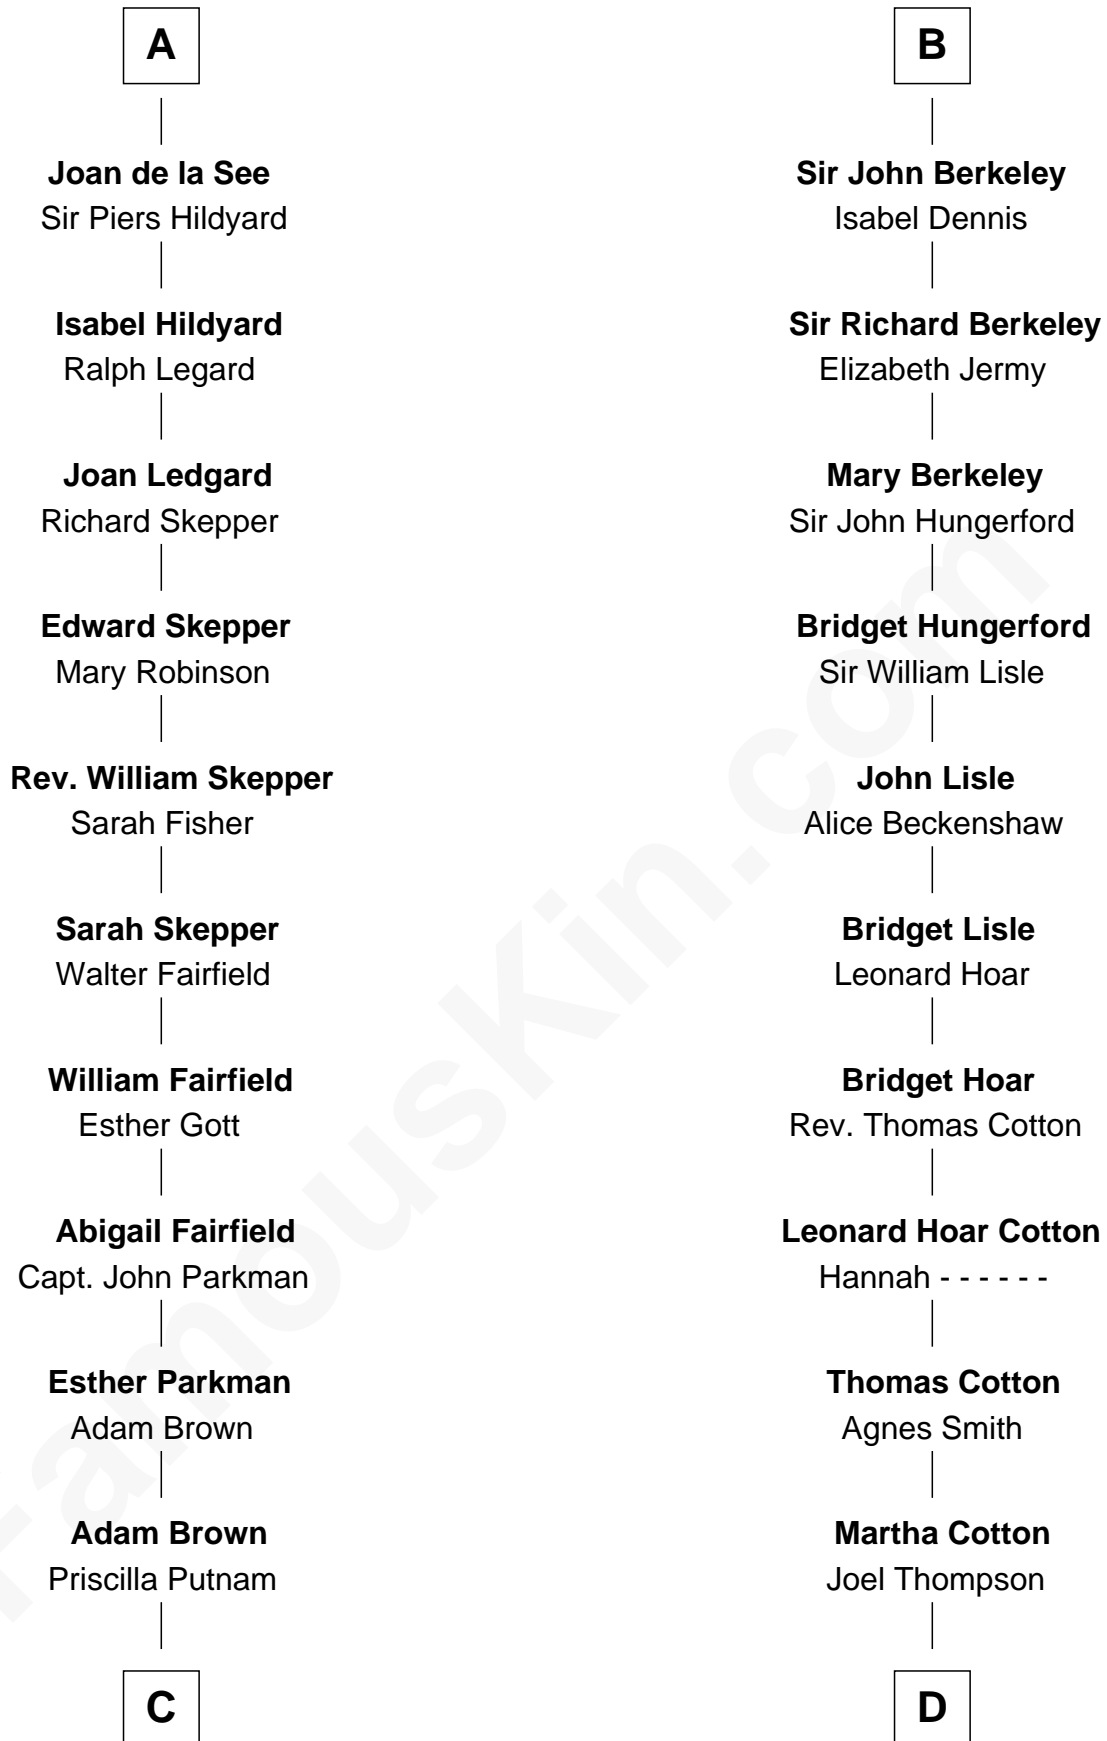 A
Joan de la See
Sir Piers Hildyard
Isabel Hildyard
Ralph Legard
Joan Ledgard
Richard Skepper
Edward Skepper
Mary Robinson
Rev. William Skepper
Sarah Fisher
Sarah Skepper
Walter Fairfield
William Fairfield
Esther Gott
Abigail Fairfield
Capt. John Parkman
Esther Parkman
Adam Brown
Adam Brown
Priscilla Putnam
C
B
Sir John Berkeley
Isabel Dennis
Sir Richard Berkeley
Elizabeth Jermy
Mary Berkeley
Sir John Hungerford
Bridget Hungerford
Sir William Lisle
John Lisle
Alice Beckenshaw
Bridget Lisle
Leonard Hoar
Bridget Hoar
Rev. Thomas Cotton
Leonard Hoar Cotton
Hannah - - - - - -
Thomas Cotton
Agnes Smith
Martha Cotton
Joel Thompson
D
FamousKin.com